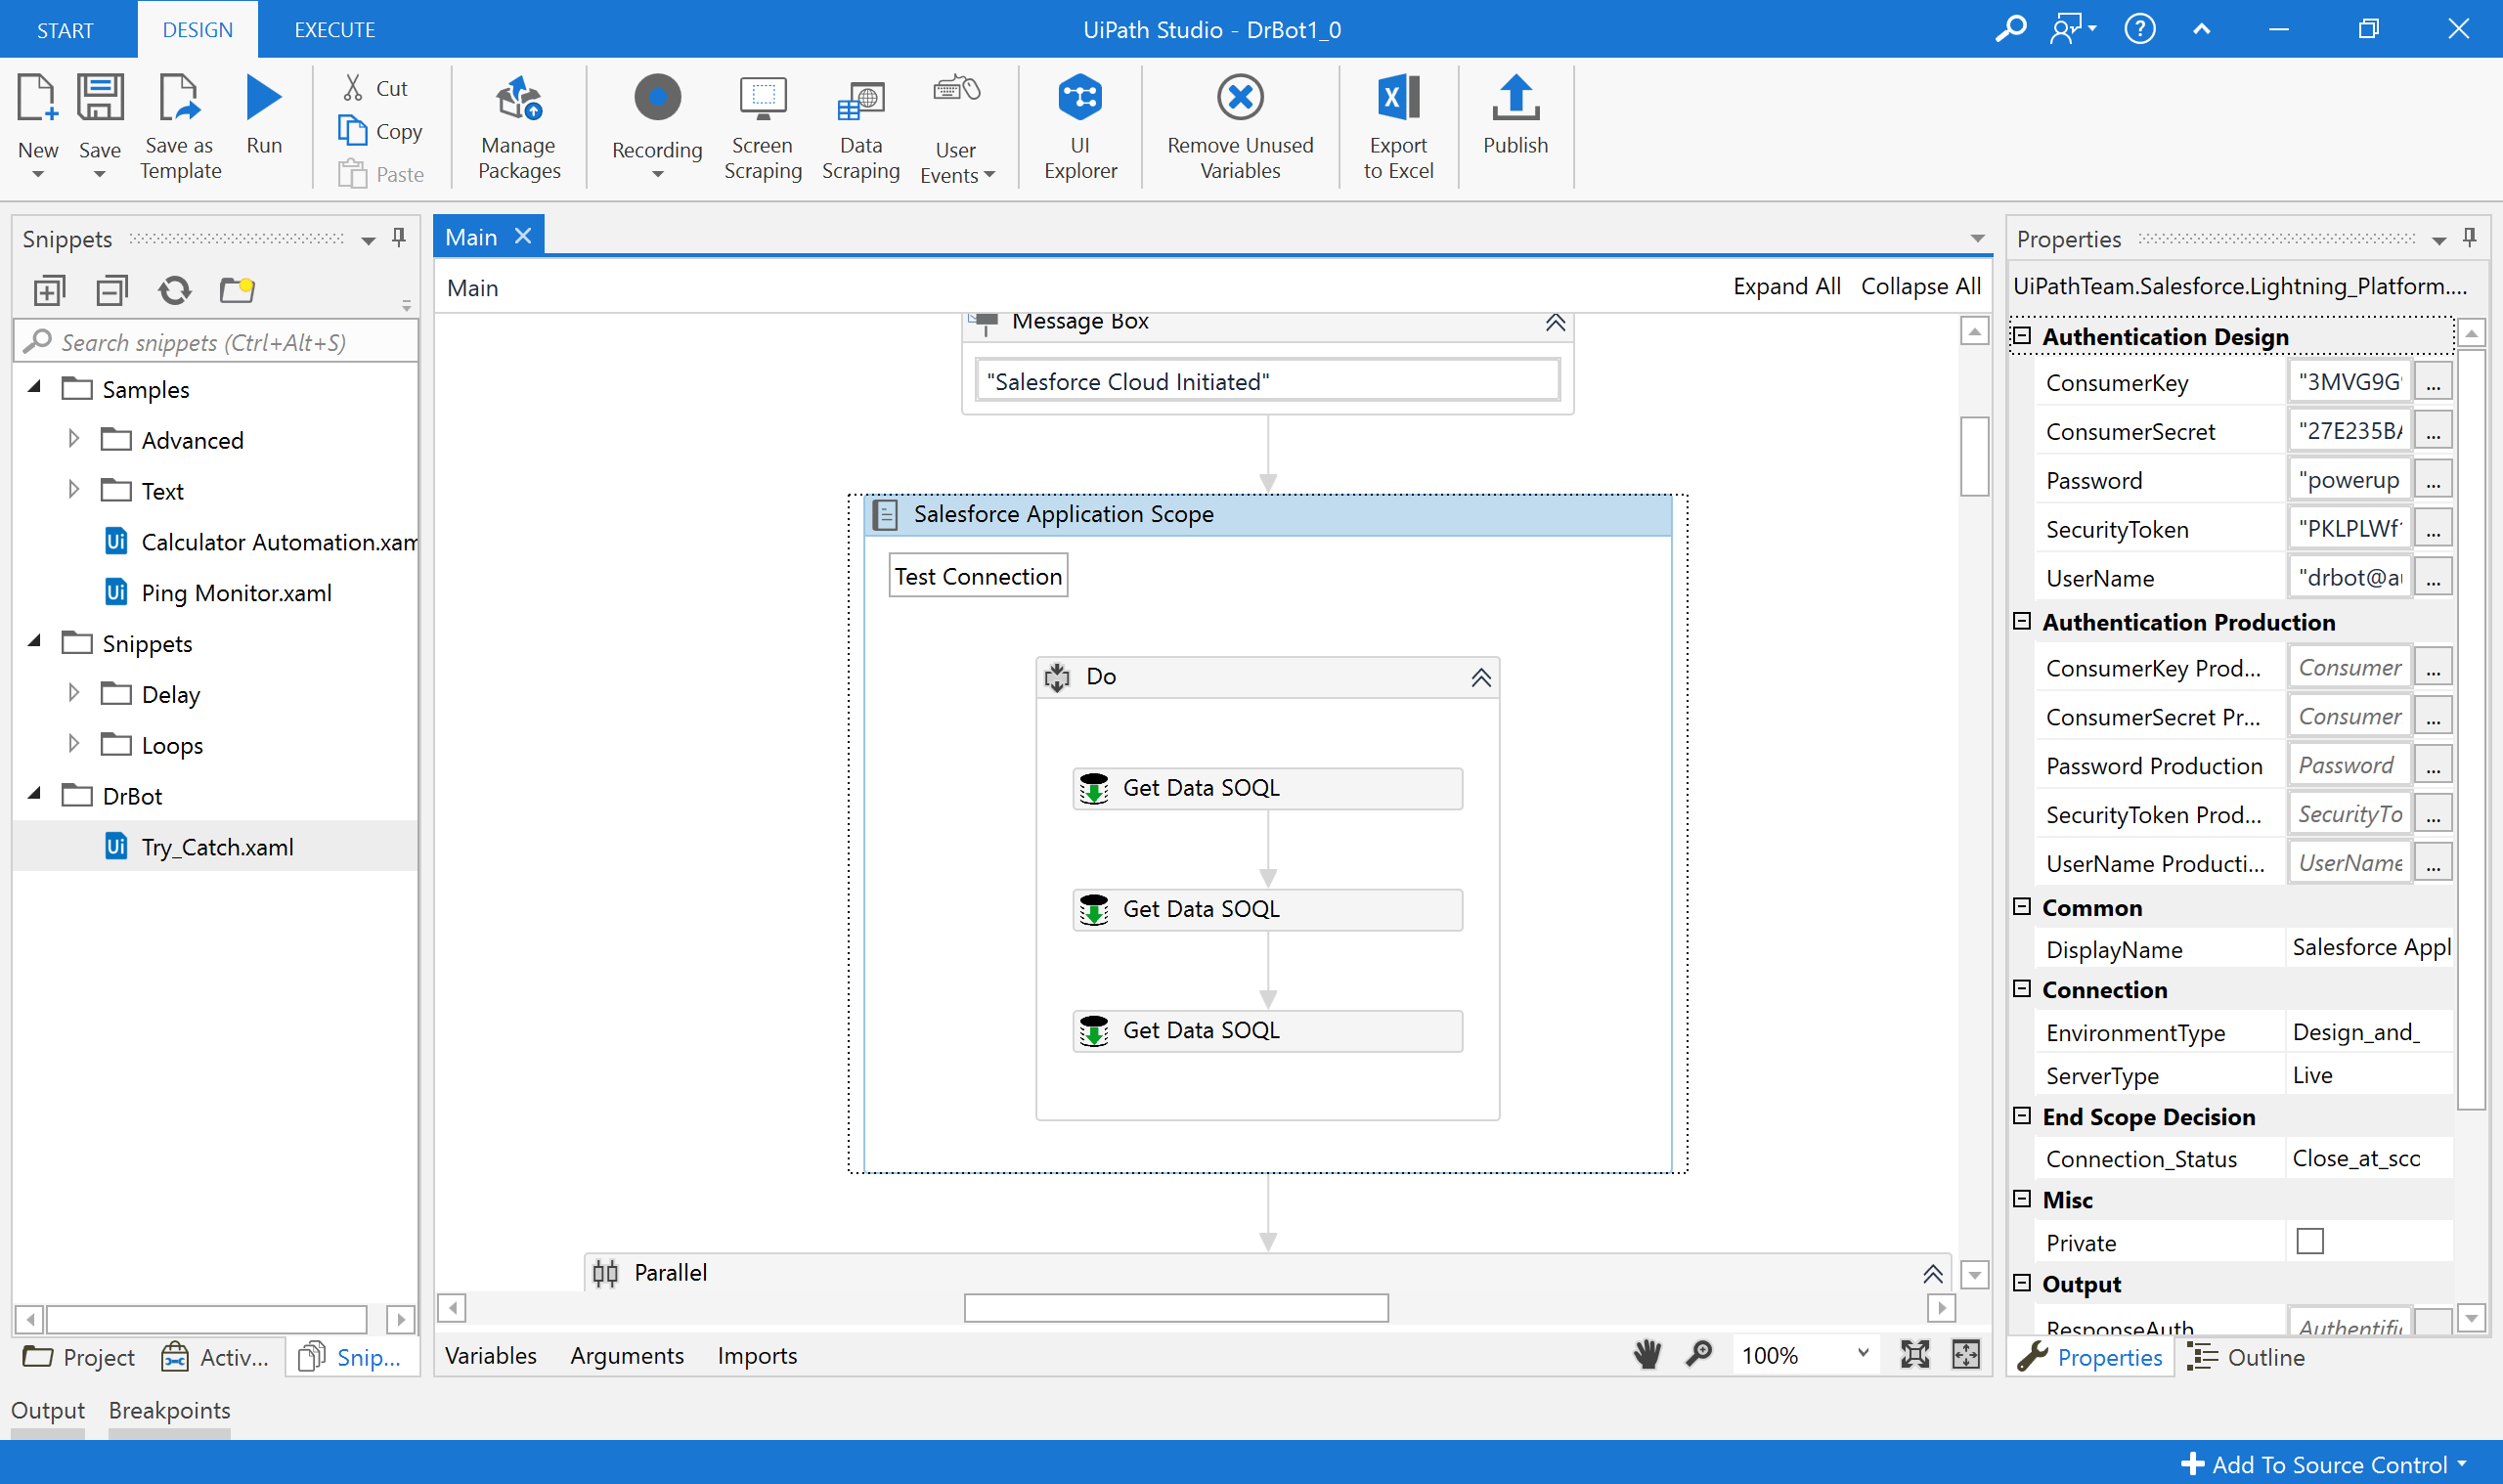 START
DESIGN
EXECUTE
UiPath Studio - DrBot1_0
New
Save
Save as
Template
Run
Cut
Copy
Paste
Manage
Packages
Recording
Screen
Scraping
Data
Scraping
User
Events
UI
Explorer
Remove Unused
Variables
Export
to Excel
Publish
Snippets
Search snippets (Ctrl+Alt+S)
Samples
Advanced
Text
Calculator Automation.xam
Ping Monitor.xaml
Snippets
Delay
Loops
DrBot
Try_Catch.xaml
Project
Activ...
Snip...
Main
Main
Expand All
Collapse All
Message Box
"Salesforce Cloud Initiated"
Salesforce Application Scope
Test Connection
Do
Get Data SOQL
Get Data SOQL
Get Data SOQL
Parallel
Variables
Arguments
Imports
100%
Properties
UiPathTeam.Salesforce.Lightning_Platform....
Authentication Design
ConsumerKey "3MVG9G ...
ConsumerSecret "27E235BA ...
Password "powerup ...
SecurityToken "PKLPLWf ...
UserName "drbot@au ...
Authentication Production
ConsumerKey Prod... Consumer ...
ConsumerSecret Pr... Consumer ...
Password Production Password ...
SecurityToken Prod... SecurityTo ...
UserName Producti... UserName ...
Common
DisplayName Salesforce Appl
Connection
EnvironmentType Design_and_
ServerType Live
End Scope Decision
Connection_Status Close_at_sco
Misc
Private
Output
ResponseAuth Authentific
Properties
Outline
Output
Breakpoints
Add To Source Control